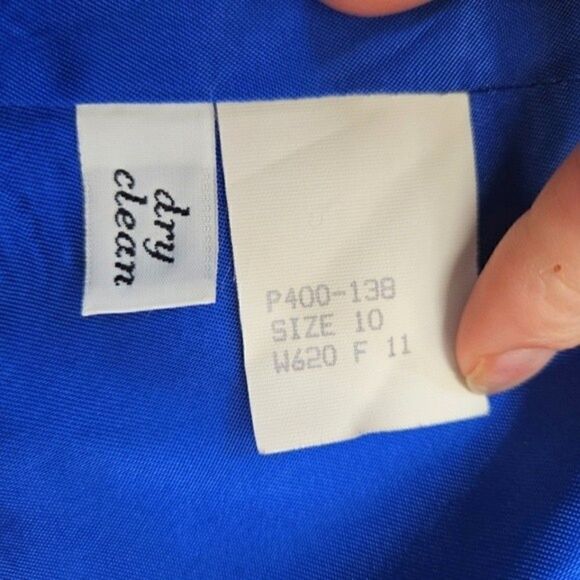 dry
clean
P400-138
SIZE 10
W620 F 11